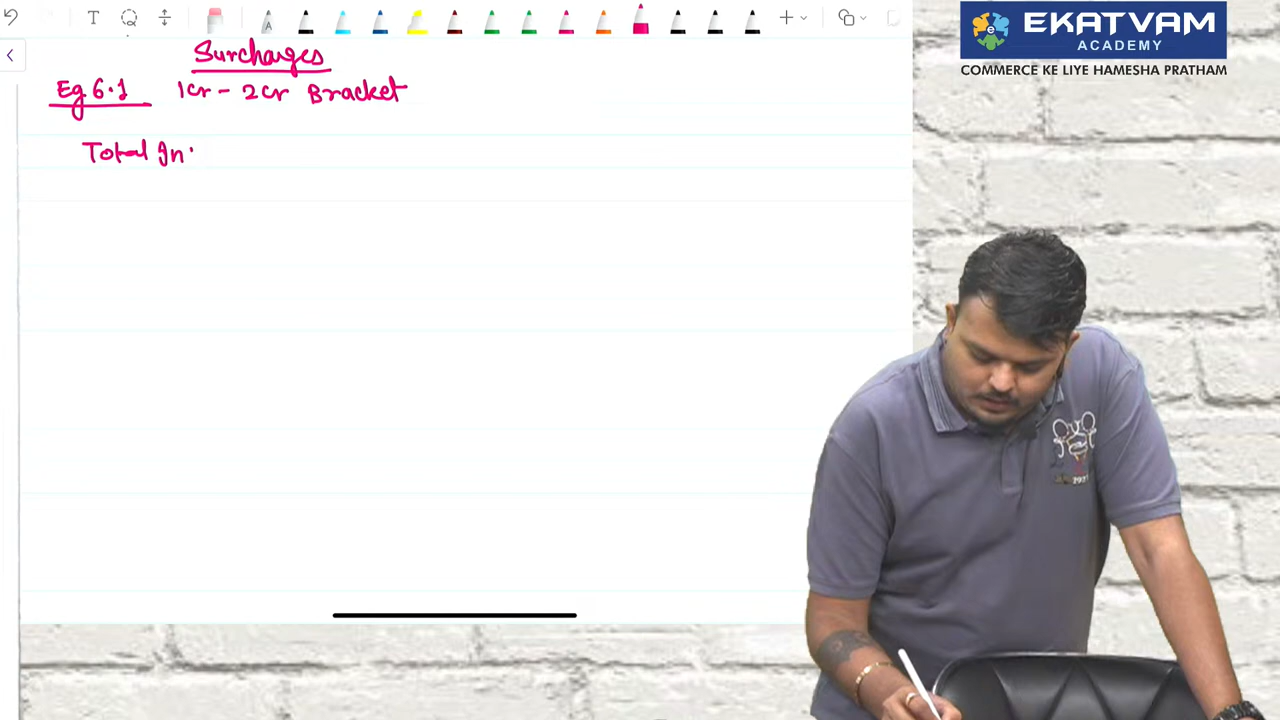 EKATVAM
ACADEMY
COMMERCE KE LIYE HAMESHA PRATHAM
Surcharges
Eg 6.1 1cr - 2cr Bracket
Total In